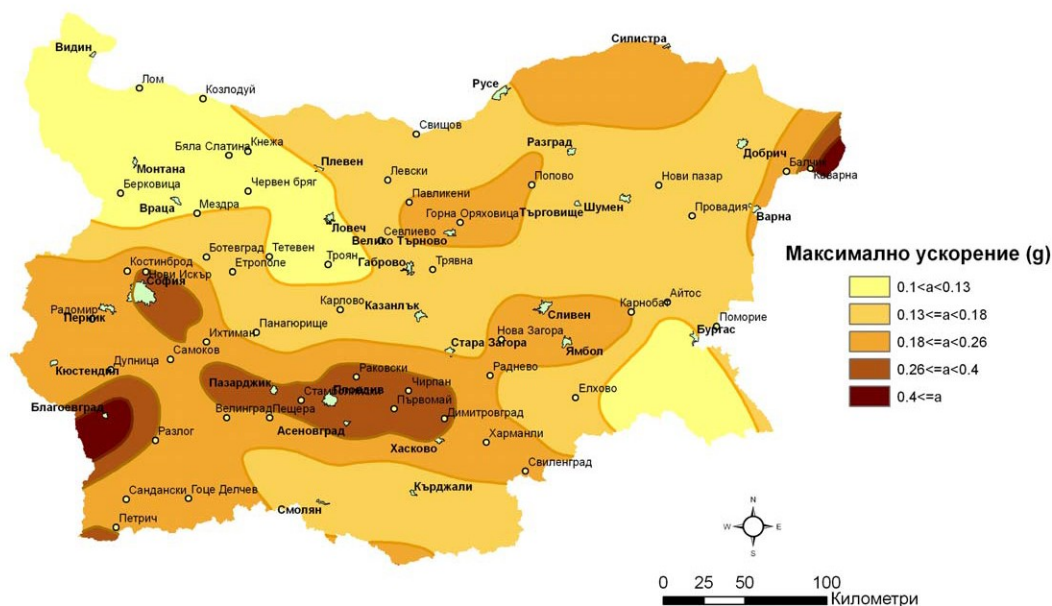 Видин
Силистра
Лом
Козлодуй
Русе
Свищов
Кнежа
Бяла Слатина
Плевен
Разград
Добрич
Монтана
Берковица
Червен бряг
Левски
Попово
Нови пазар
Балчик
Каварна
Враца
Мездра
Павликени
Търговище
Шумен
Провадия
Варна
Ловеч
Горна Оряховица
Севлиево
Велико Търново
Ботевград
Тетевен
Етрополе
Троян
Габрово
Трявна
Костинброд
Нови Искър
София
Радомир
Перник
Карлово
Казанлък
Сливен
Карнобат
Айтос
Поморие
Бургас
Ихтиман
Панагюрище
Нова Загора
Стара Загора
Ямбол
Кюстендил
Дупница
Самоков
Раковски
Раднево
Пазарджик
Пловдив
Чирпан
Елхово
Благоевград
Велинград
Пещера
Първомай
Димитровград
Асеновград
Разлог
Хасково
Харманли
Свиленград
Сандански
Гоце Делчев
Кърджали
Смолян
Петрич
Максимално ускорение (g)
0.1<a<0.13
0.13<=a<0.18
0.18<=a<0.26
0.26<=a<0.4
0.4<=a
N
W
E
S
0 25 50 100
Километри